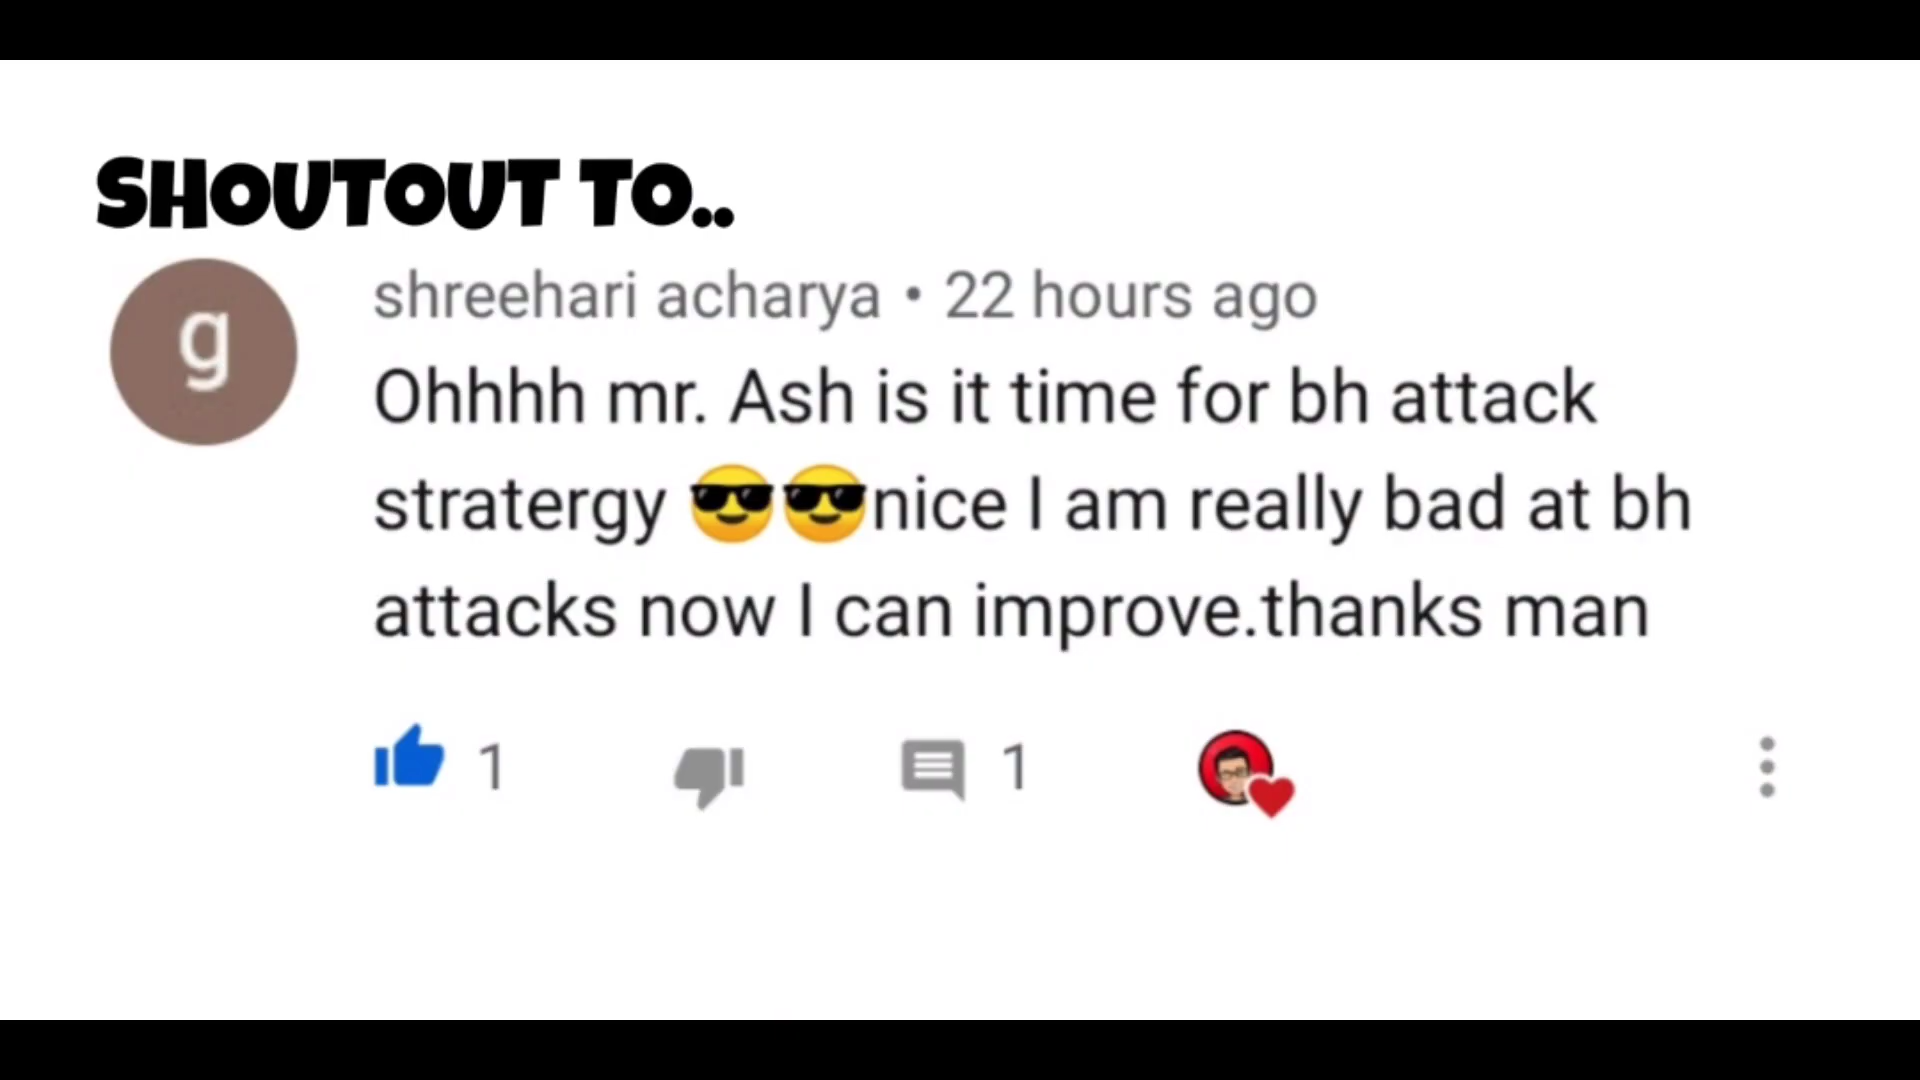 SHOUTOUT TO..
g
shreehari acharya • 22 hours ago
Ohhhh mr. Ash is it time for bh attack
stratergy 😎😎nice I am really bad at bh
attacks now I can improve.thanks man
1 1